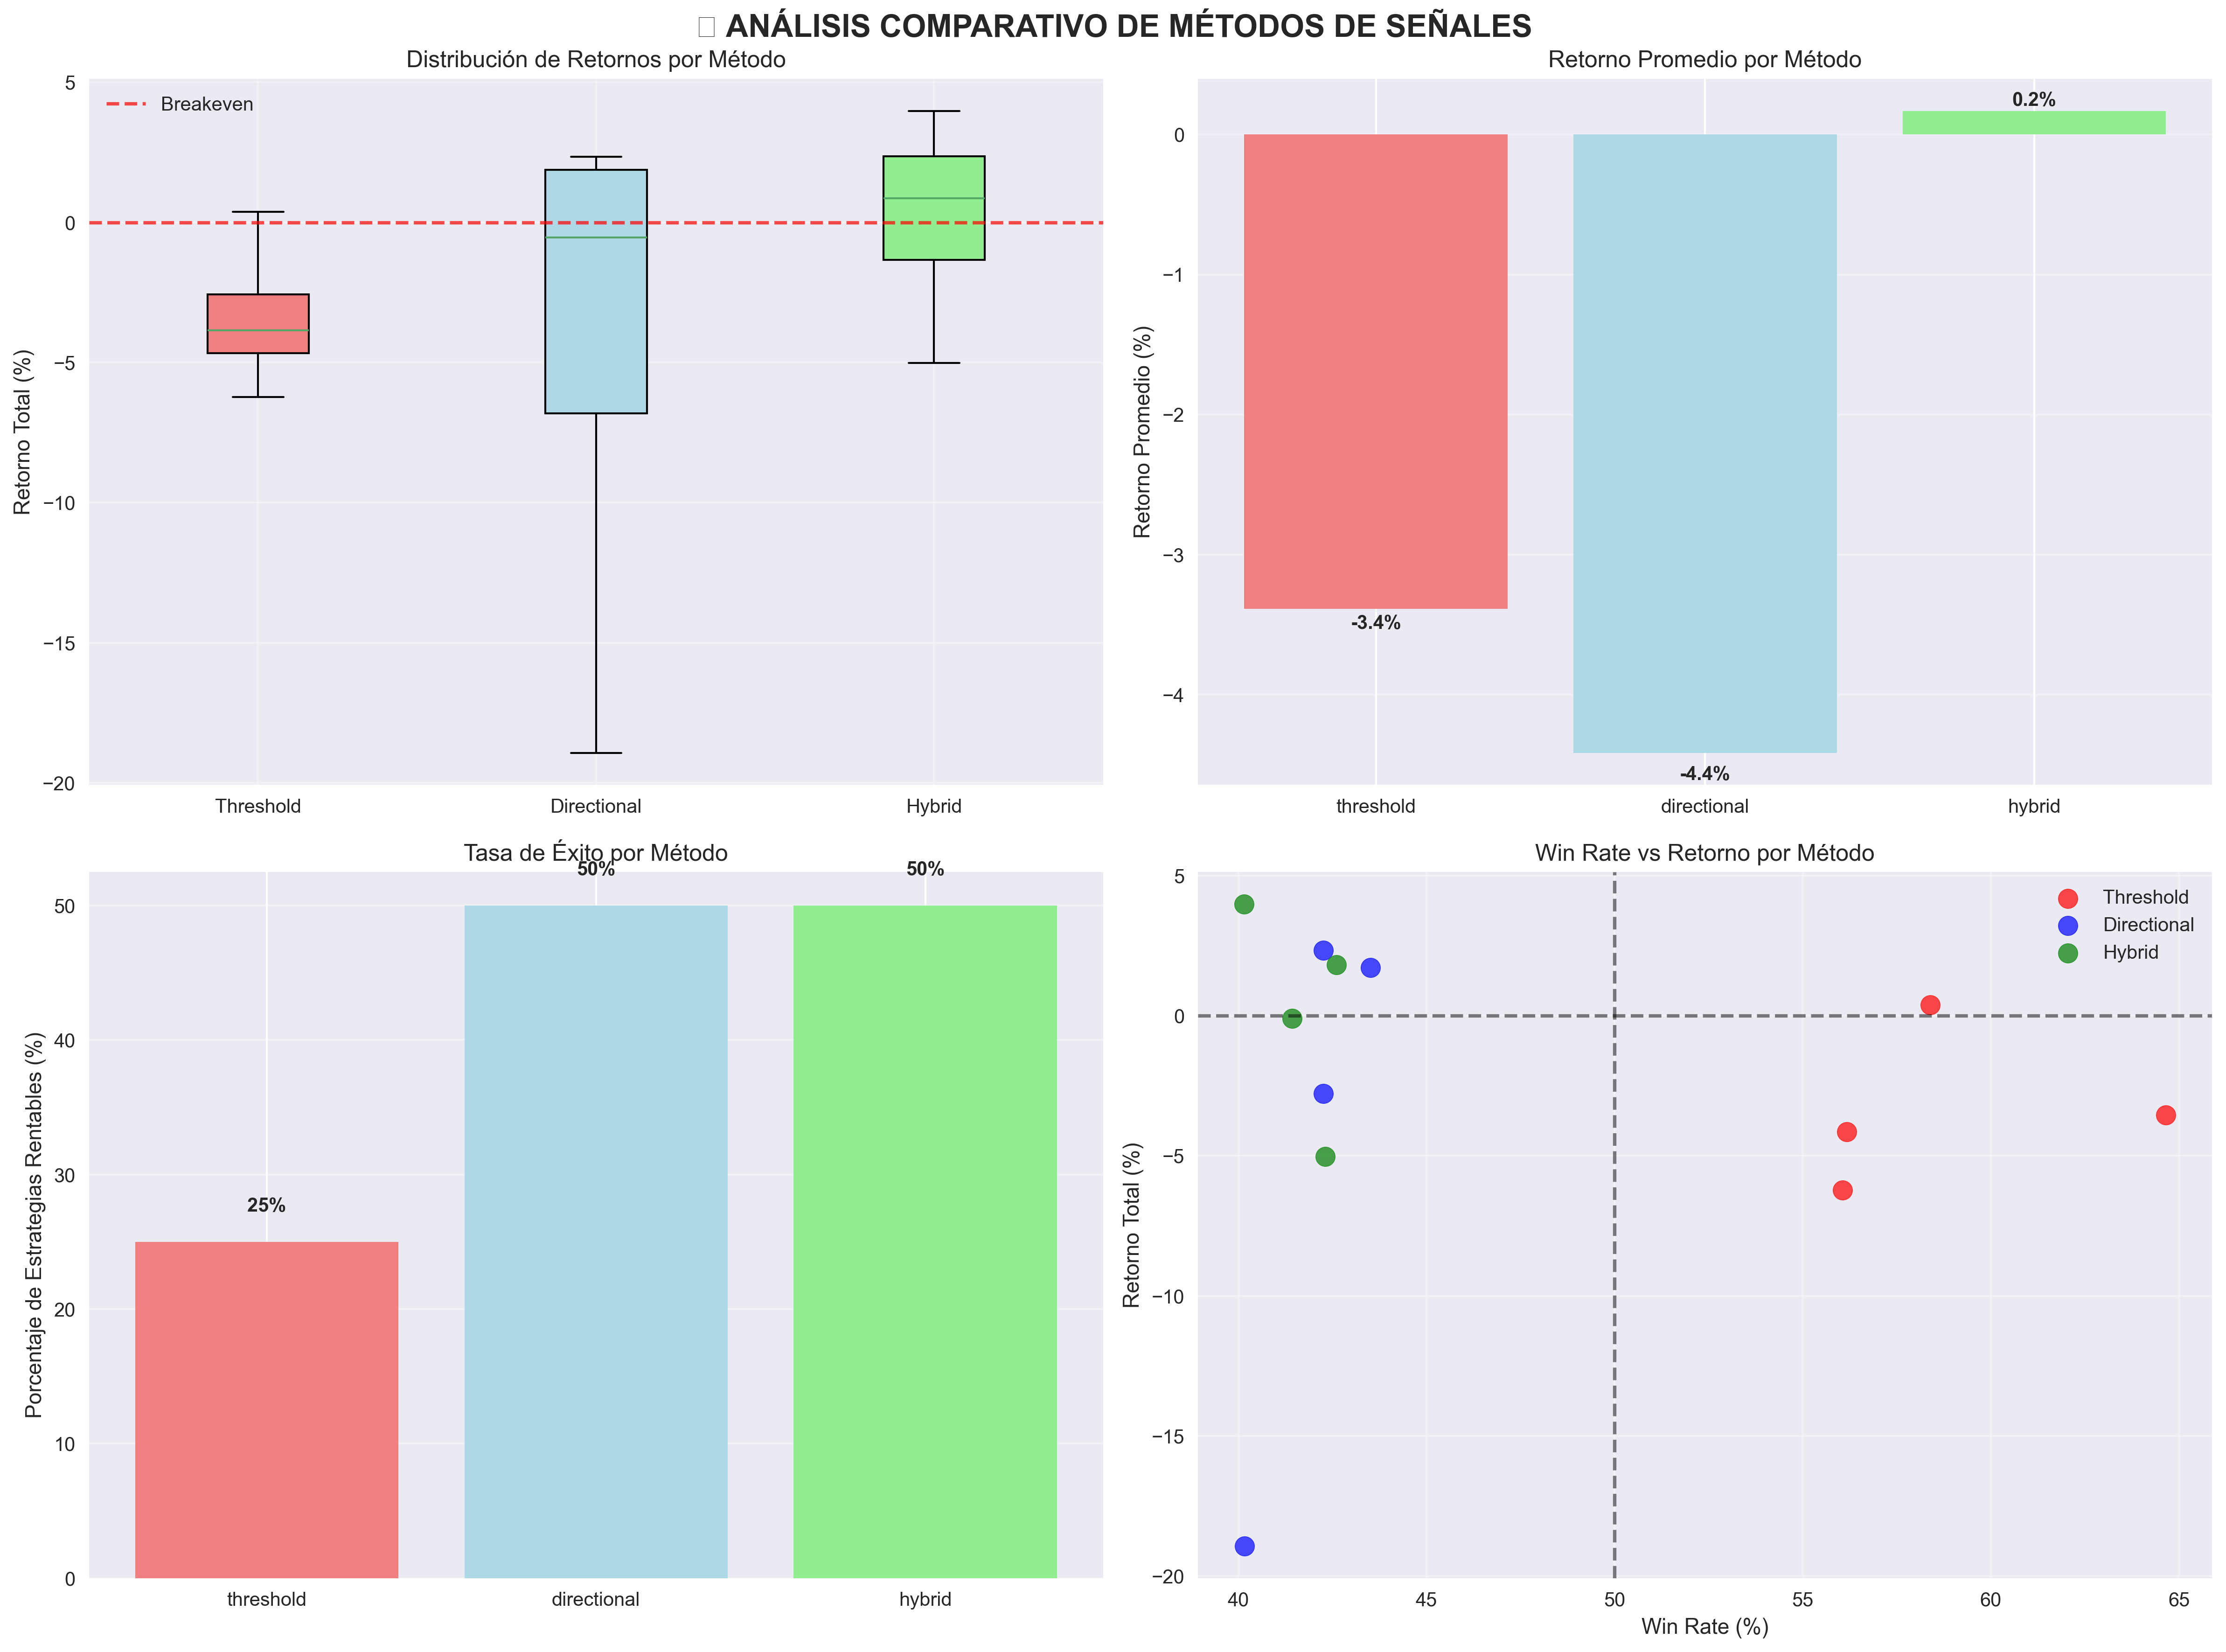 ANÁLISIS COMPARATIVO DE MÉTODOS DE SEÑALES
Distribución de Retornos por Método
Breakeven
Retorno Total (%)
5
0
−5
−10
−15
−20
Threshold
Directional
Hybrid
Retorno Promedio por Método
Retorno Promedio (%)
0
−1
−2
−3
−4
-3.4%
-4.4%
0.2%
threshold
directional
hybrid
Tasa de Éxito por Método
Porcentaje de Estrategias Rentables (%)
50
40
30
20
10
0
25%
50%
50%
threshold
directional
hybrid
Win Rate vs Retorno por Método
Threshold
Directional
Hybrid
Retorno Total (%)
5
0
−5
−10
−15
−20
40
45
50
55
60
65
Win Rate (%)